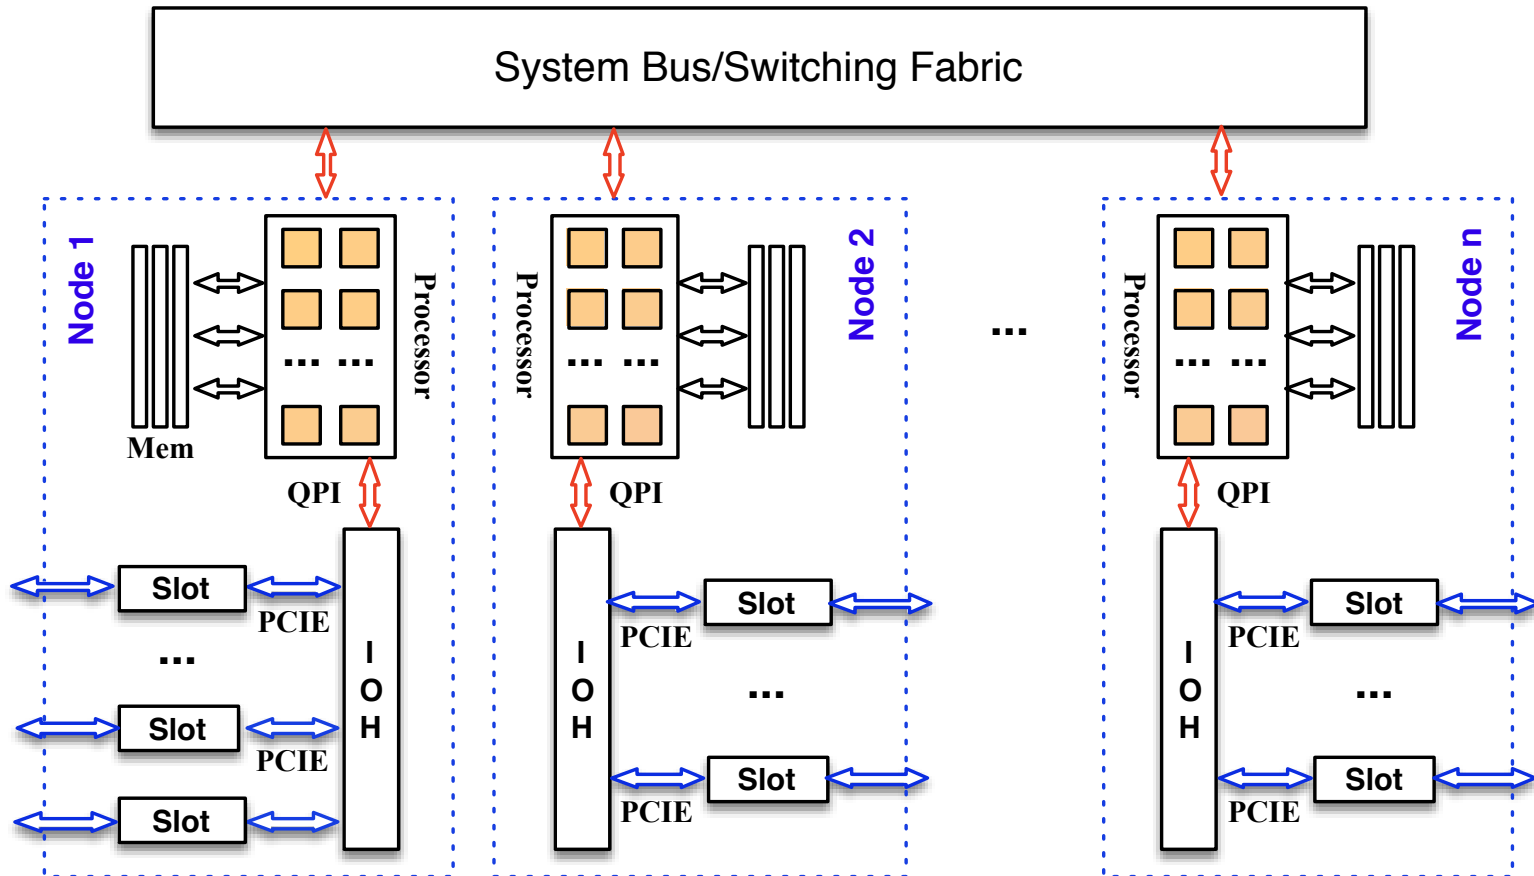 System Bus/Switching Fabric
Node 1
Mem
Processor
QPI
Slot
PCIE
...
Slot
PCIE
Slot
I
O
H
Processor
... ...
Node 2
QPI
I
O
H
PCIE
Slot
...
PCIE
Slot
...
Processor
... ...
Node n
QPI
I
O
H
PCIE
Slot
...
PCIE
Slot